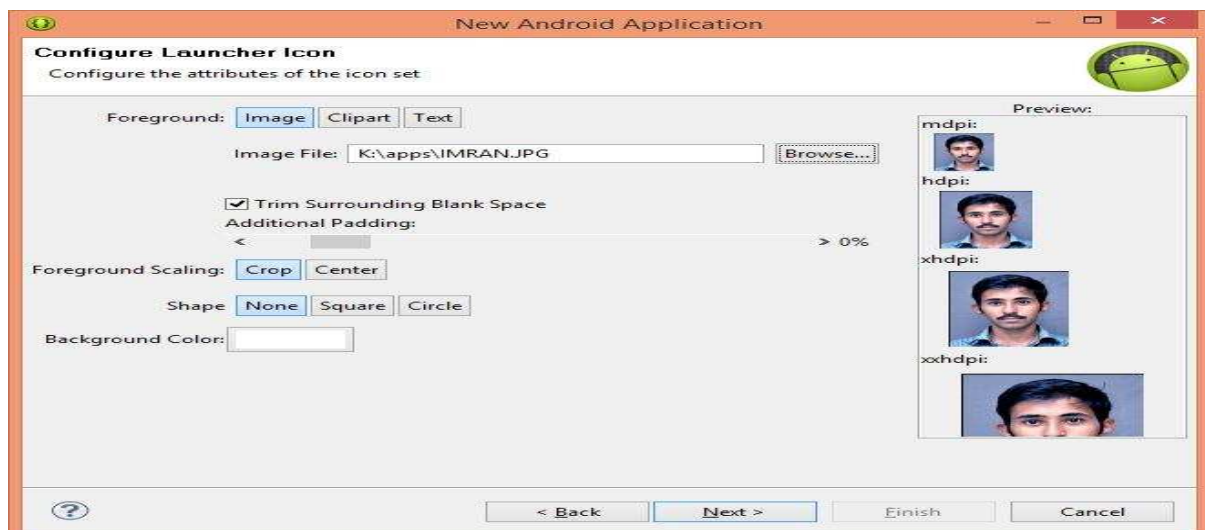 New Android Application
Configure Launcher Icon
Configure the attributes of the icon set
Foreground: Image Clipart Text
Image File: K:\apps\IMRAN.JPG Browse...
Trim Surrounding Blank Space
Additional Padding:
< > 0%
Foreground Scaling: Crop Center
Shape None Square Circle
Background Color:
Preview:
mdpi:
hdpi:
xhdpi:
xxhdpi:
? < Back Next > Finish Cancel